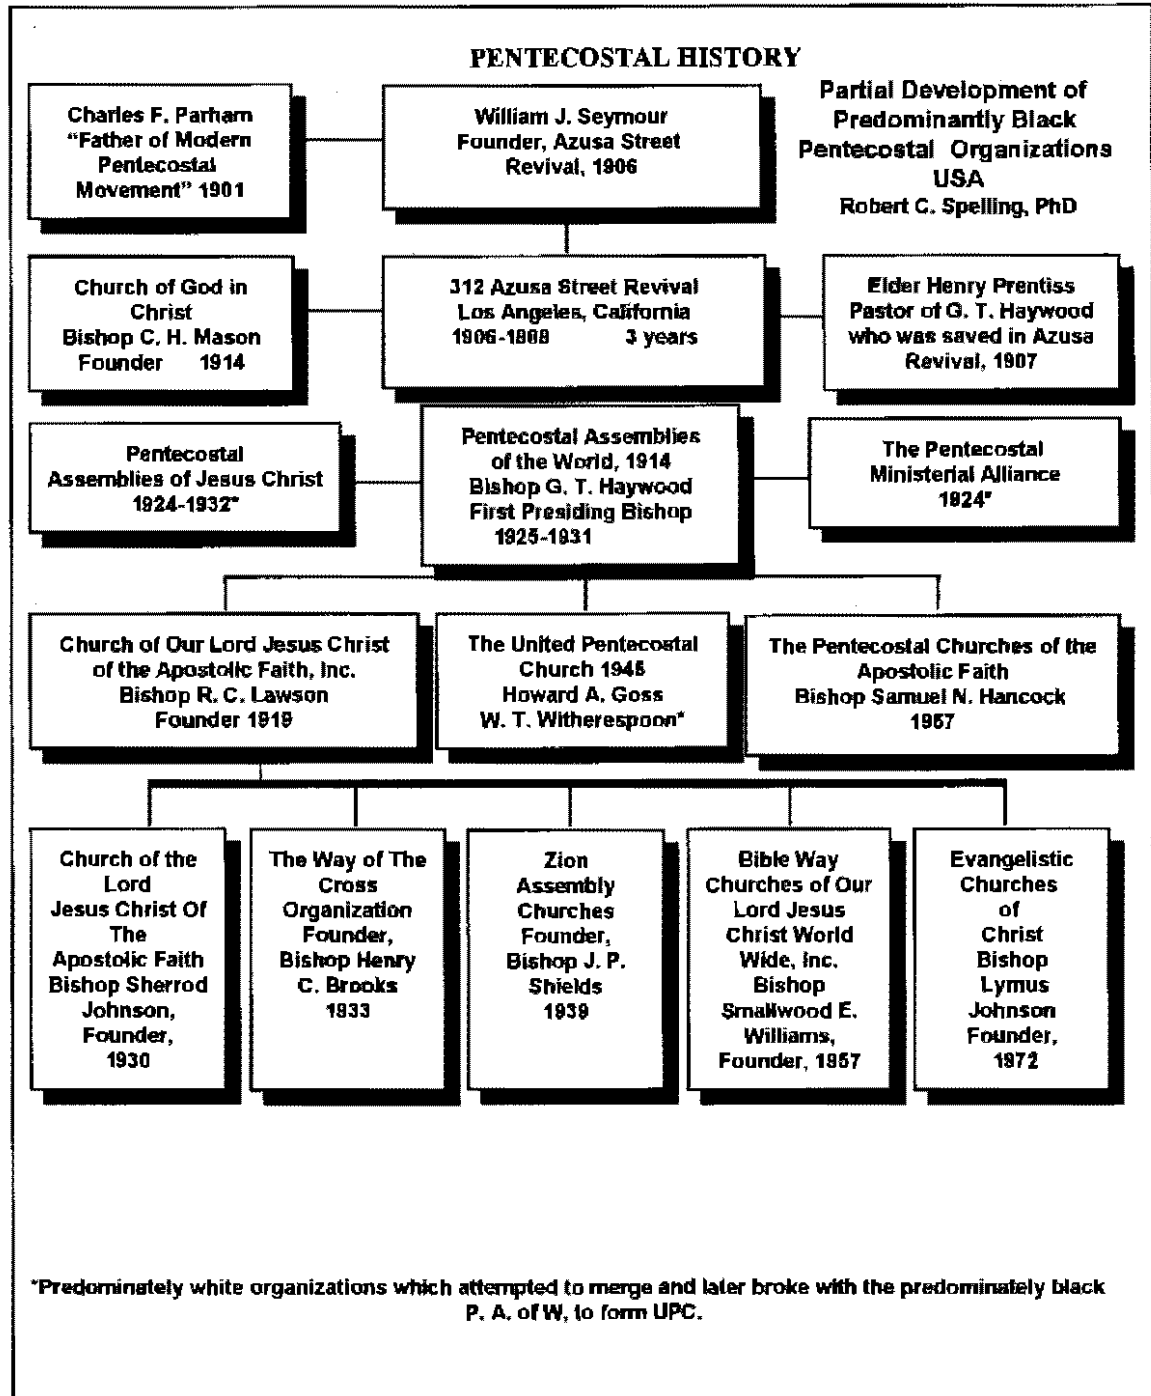 PENTECOSTAL HISTORY
Partial Development of
Predominantly Black
Pentecostal Organizations
USA
Robert C. Spelling, PhD
Charles F. Parham
"Father of Modern
Pentecostal
Movement" 1901
William J. Seymour
Founder, Azusa Street
Revival, 1906
Church of God in
Christ
Bishop C. H. Mason
Founder 1914
312 Azusa Street Revival
Los Angeles, California
3 years
Elder Henry Prentiss
Pastor of G. T. Haywood
who was saved in Azusa
Revival, 1907
Pentecostal
Assemblies of Jesus Christ
1924-1932*
Pentecostal Assemblies
of the World, 1914
Bishop G. T. Haywood
First Presiding Bishop
1925-1931
The Pentecostal
Ministerial Alliance
1924*
Church of Our Lord Jesus Christ
of the Apostolic Faith, Inc.
Bishop R. C. Lawson
Founder 1919
The United Pentecostal
Church 1945
Howard A. Goss
W. T. Witherespoon*
The Pentecostal Churches of the
Apostolic Faith
Bishop Samuel N. Hancock
1957
Church of the
Lord
Jesus Christ Of
The
Apostolic Faith
Bishop Sherrod
Johnson,
Founder,
1930
The Way of The
Cross
Organization
Founder,
Bishop Henry
C. Brooks
1933
Zion
Assembly
Churches
Founder,
Bishop J. P.
Shields
1939
Bible Way
Churches of Our
Lord Jesus
Christ World
Wide, Inc.
Bishop
Smallwood E.
Williams,
Founder, 1957
Evangelistic
Churches
of
Christ
Bishop
Lymus
Johnson
Founder,
1972
*Predominately white organizations which attempted to merge and later broke with the predominately black
P. A. of W, to form UPC.